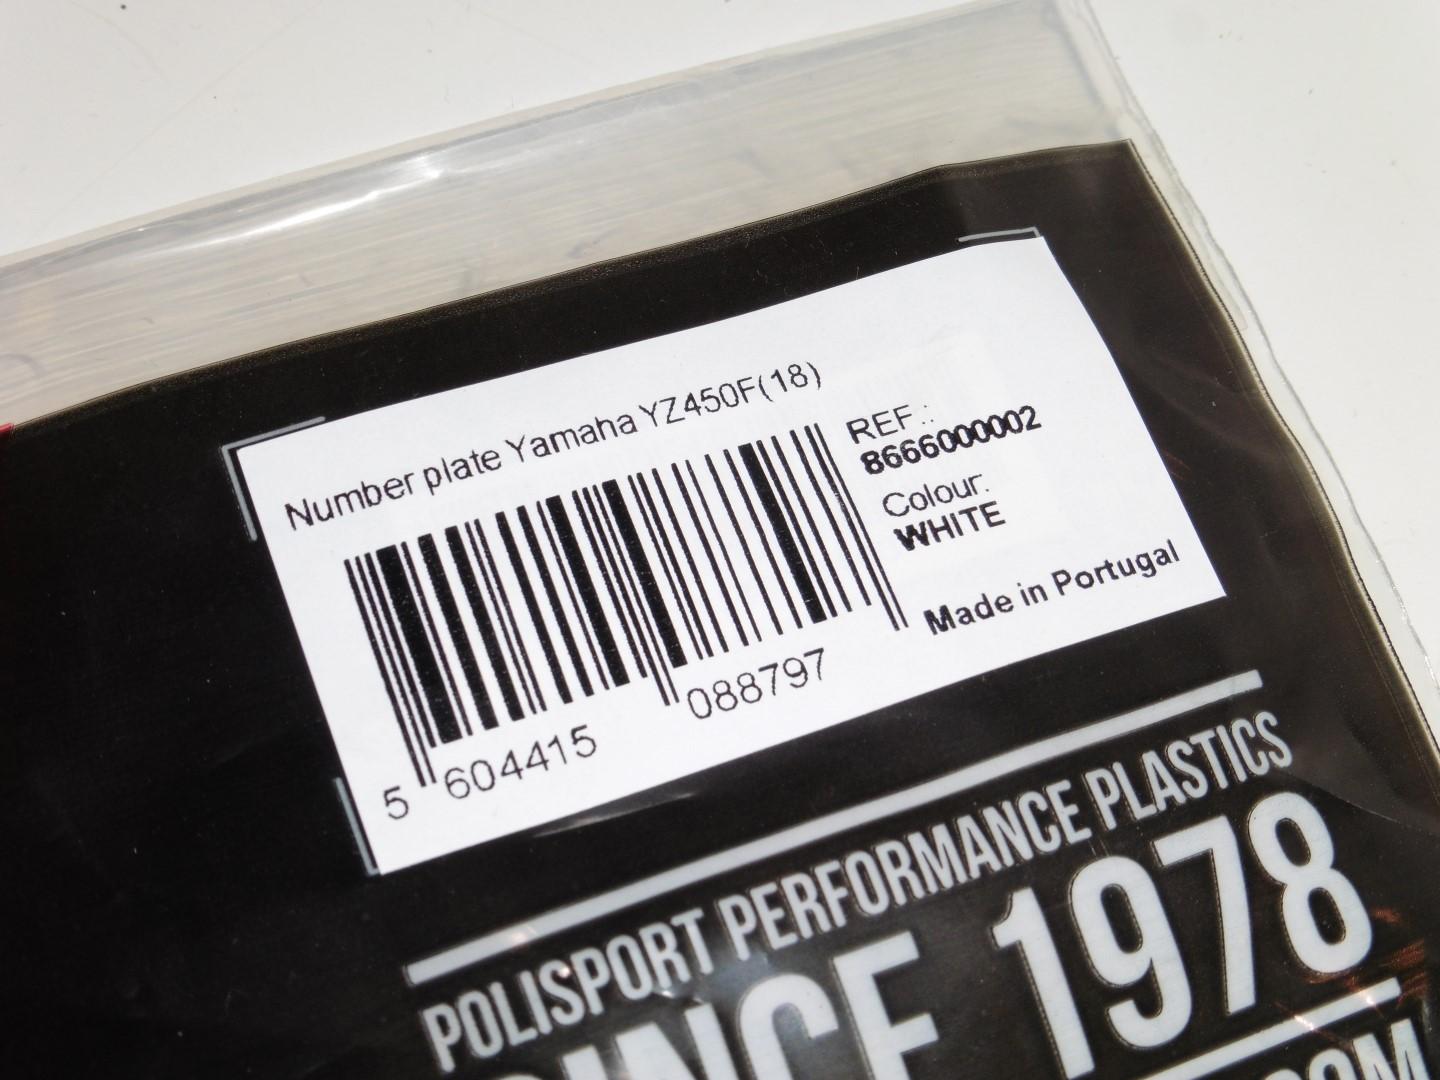 Number plate Yamaha YZ450F(18)
REF.:
8666000002
Colour:
WHITE
Made in Portugal
5 604415 088797
POLISPORT PERFORMANCE PLASTICS
SINCE 1978